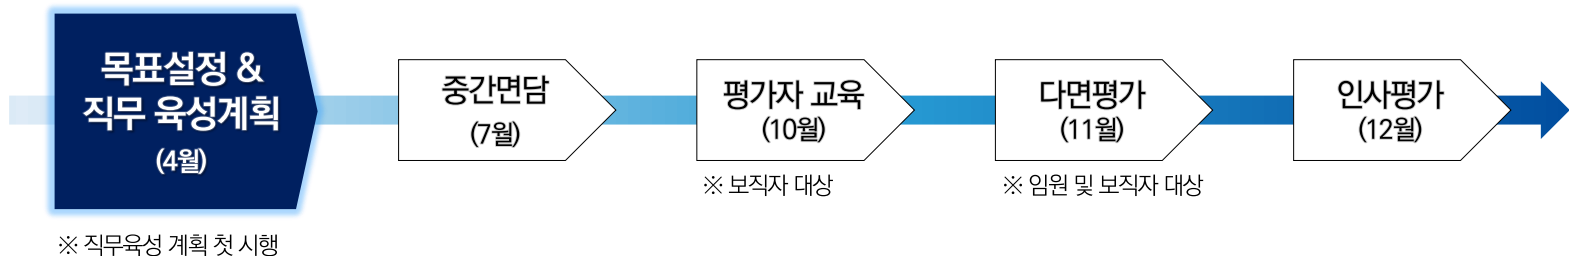 목표설정 &
직무 육성계획
(4월)
※ 직무육성 계획 첫 시행
중간면담
(7월)
평가자 교육
(10월)
※ 보직자 대상
다면평가
(11월)
※ 임원 및 보직자 대상
인사평가
(12월)